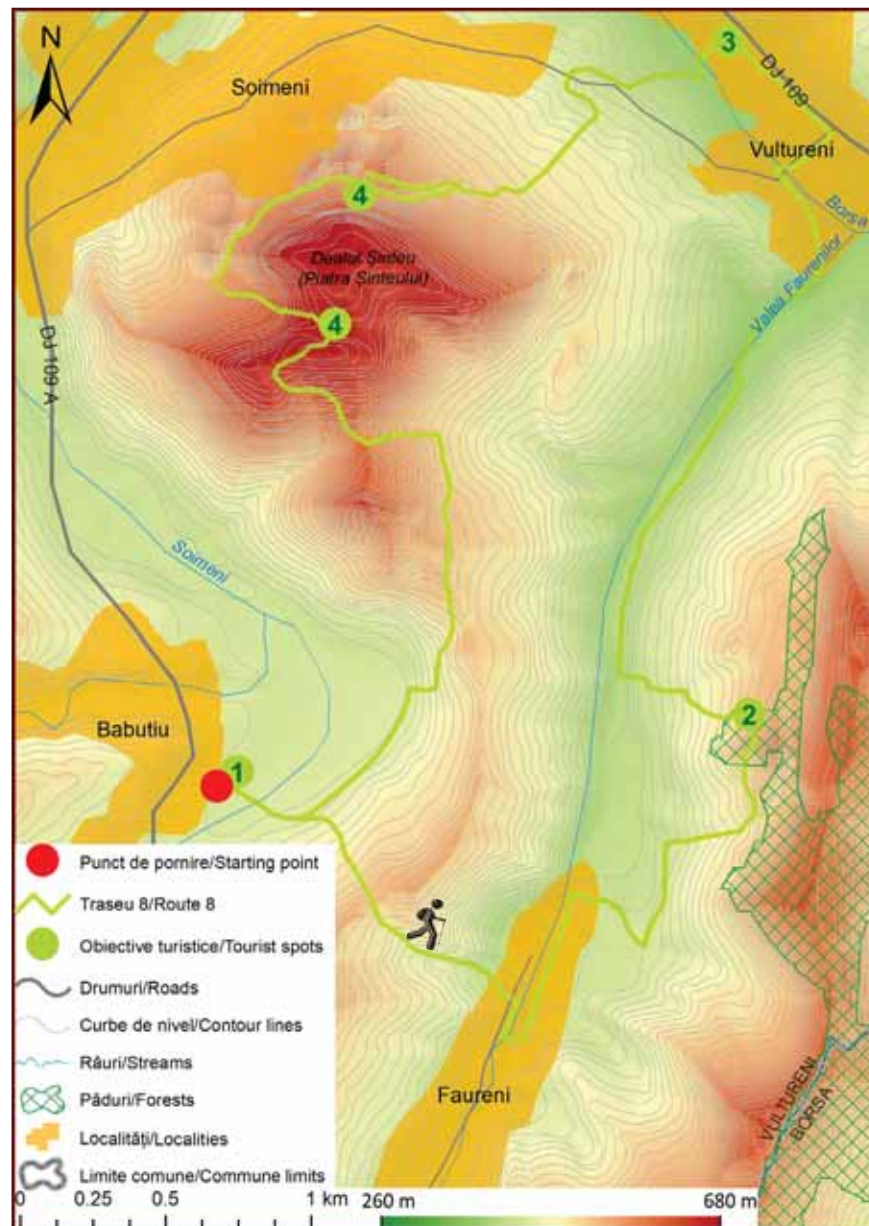 N
3
Soimeni
DJ 109
Vultureni
4
Borsa
Dealul Şinteu
(Piatra Şinteului)
Valea Faurenilor
4
DJ 109 A
Soimeni
2
Babutiu
1
Punct de pornire/Starting point
Traseu 8/Route 8
Obiective turistice/Tourist spots
Drumuri/Roads
Curbe de nivel/Contour lines
Râuri/Streams
Păduri/Forests
Localităţi/Localities
Limite comune/Commune limits
Faureni
VULTURENI
BORSA
0 0.25 0.5 1 km
260 m 680 m